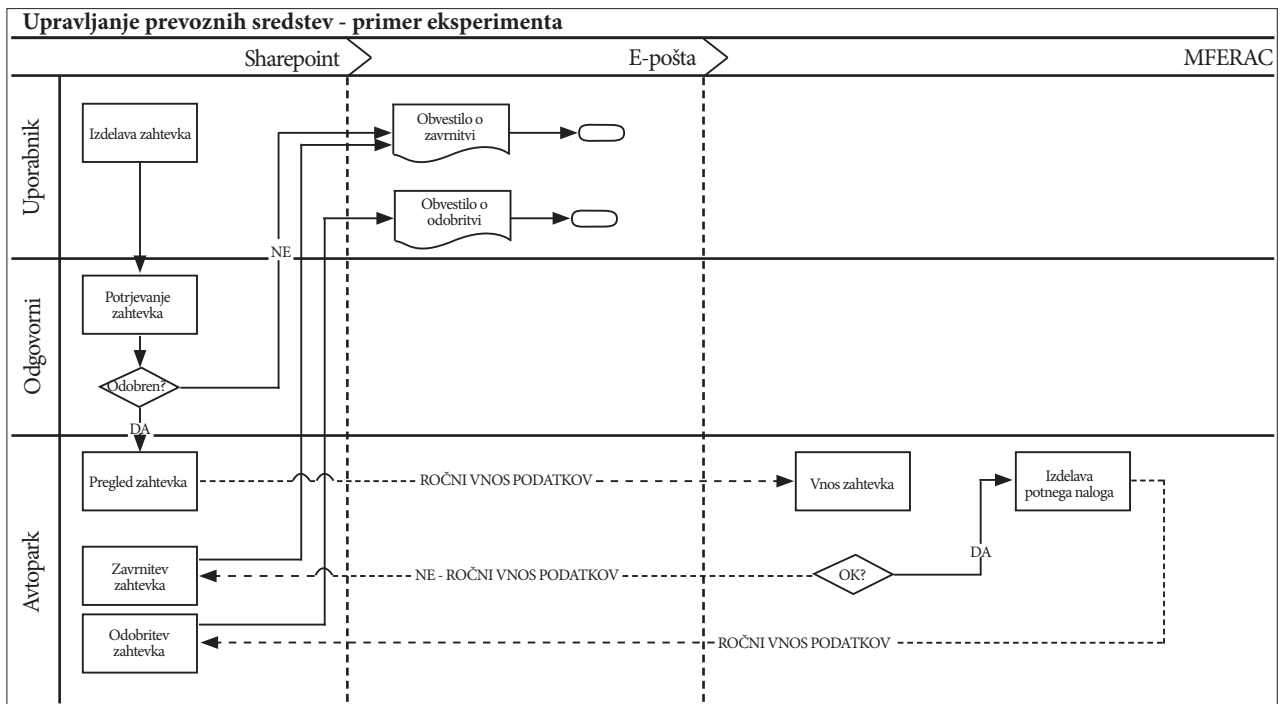 Upravljanje prevoznih sredstev - primer eksperimenta
Sharepoint
E-pošta
MFERAC
Uporabnik
Izdelava zahtevka
Obvestilo o
zavrnitvi
Obvestilo o
odobritvi
NE
Odgovorni
Potrjevanje
zahtevka
Odobren?
DA
Avtopark
Pregled zahtevka
ROČNI VNOS PODATKOV
Vnos zahtevka
Izdelava
potnega naloga
DA
Zavrnitev
zahtevka
NE - ROČNI VNOS PODATKOV
OK?
Odobritev
zahtevka
ROČNI VNOS PODATKOV